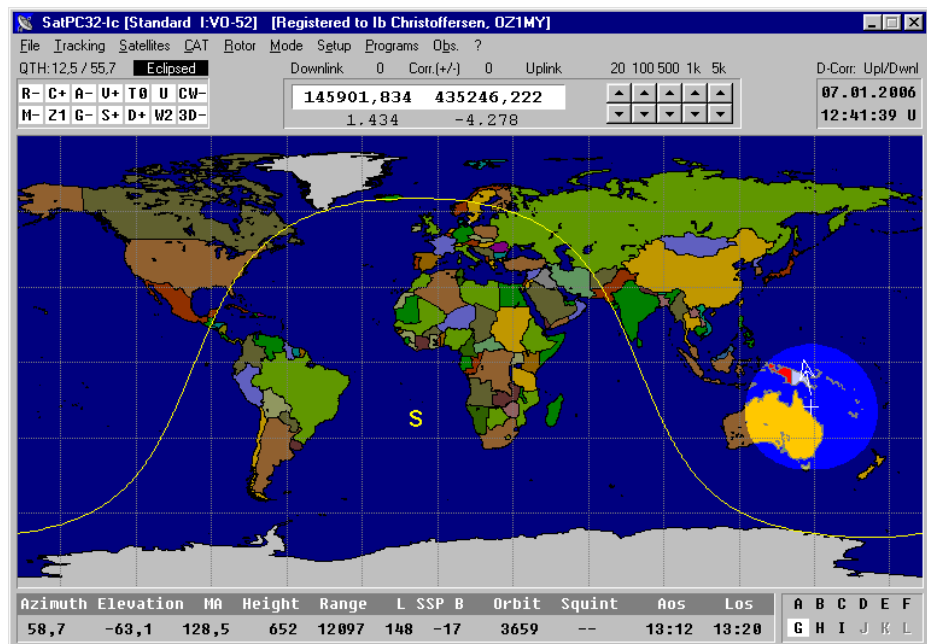 SatPC32-Ic [Standard I:VO-52] [Registered to Ib Christoffersen, OZ1MY]
File Tracking Satellites CAT Rotor Mode Setup Programs Obs. ?
QTH:12,5 / 55,7 Eclipsed Downlink 0 Corr.(+/-) 0 Uplink 20 100 500 1k 5k D-Corr: Upl/Dwnl
R- C+ A- V+ T0 U CW- 145901,834 435246,222 07.01.2006
M- Z1 G- S+ D+ W2 3D- 1.434 -4.278 12:41:39 U
S
Azimuth Elevation MA Height Range L SSP B Orbit Squint Aos Los A B C D E F
58,7 -63,1 128,5 652 12097 148 -17 3659 -- 13:12 13:20 G H I J K L